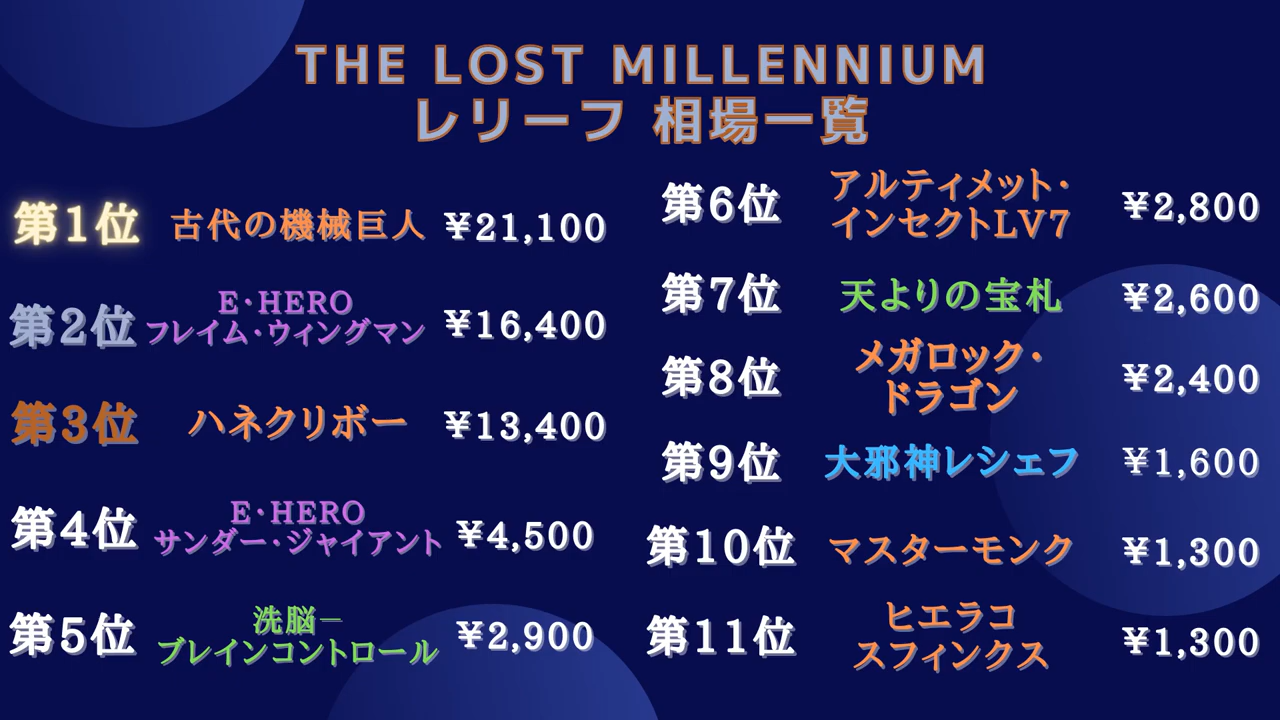 THE LOST MILLENNIUM
レリーフ 相場一覧
第1位 古代の機械巨人 ¥21,100
第2位 E·HERO
フレイム·ウィングマン ¥16,400
第3位 ハネクリボー ¥13,400
第4位 E·HERO
サンダー·ジャイアント ¥4,500
第5位 洗脳―
ブレインコントロール ¥2,900
第6位 アルティメット·
インセクトLV7 ¥2,800
第7位 天よりの宝札 ¥2,600
第8位 メガロック·
ドラゴン ¥2,400
第9位 大邪神レシェフ ¥1,600
第10位 マスターモンク ¥1,300
第11位 ヒエラコ
スフィンクス ¥1,300